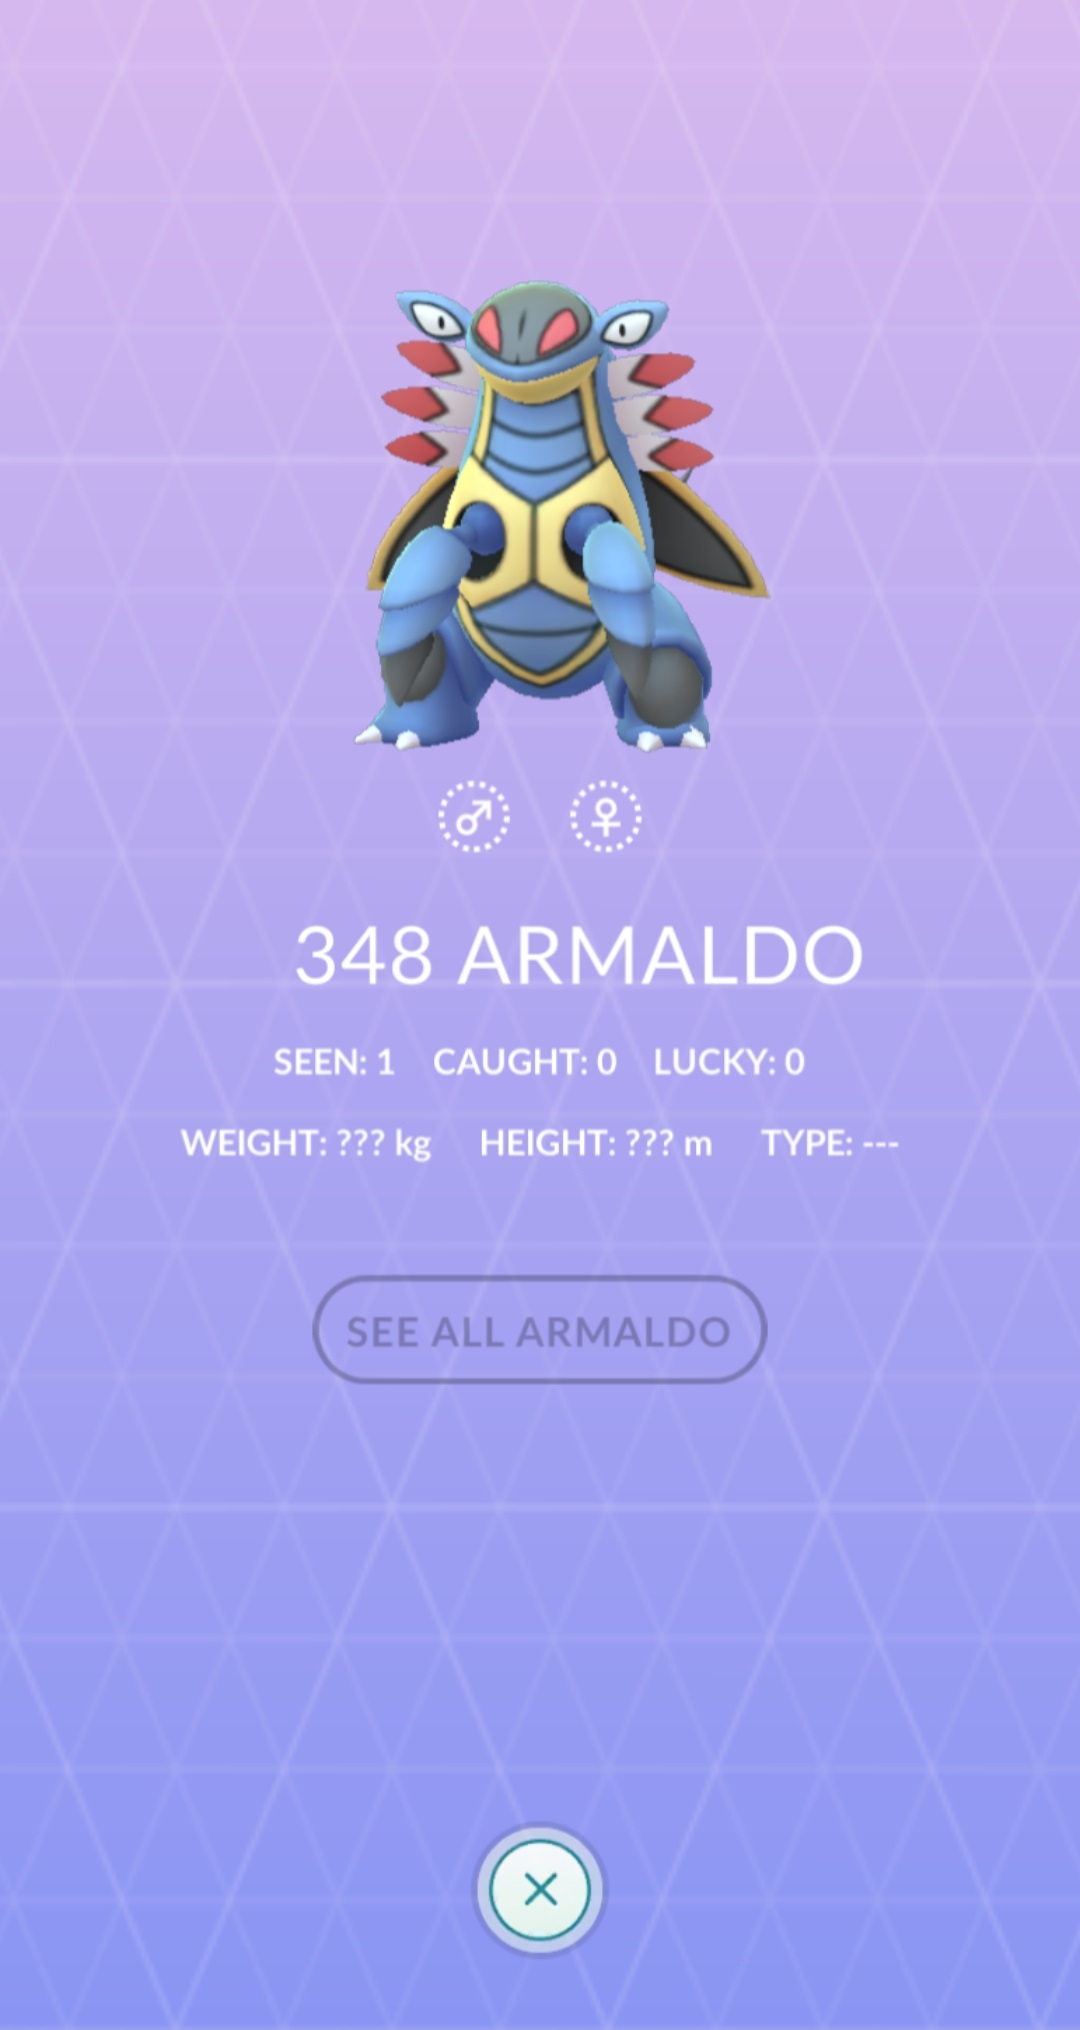 348 ARMALDO
SEEN: 1 CAUGHT: 0 LUCKY: 0
WEIGHT: ??? kg HEIGHT: ??? m TYPE: ---
SEE ALL ARMALDO